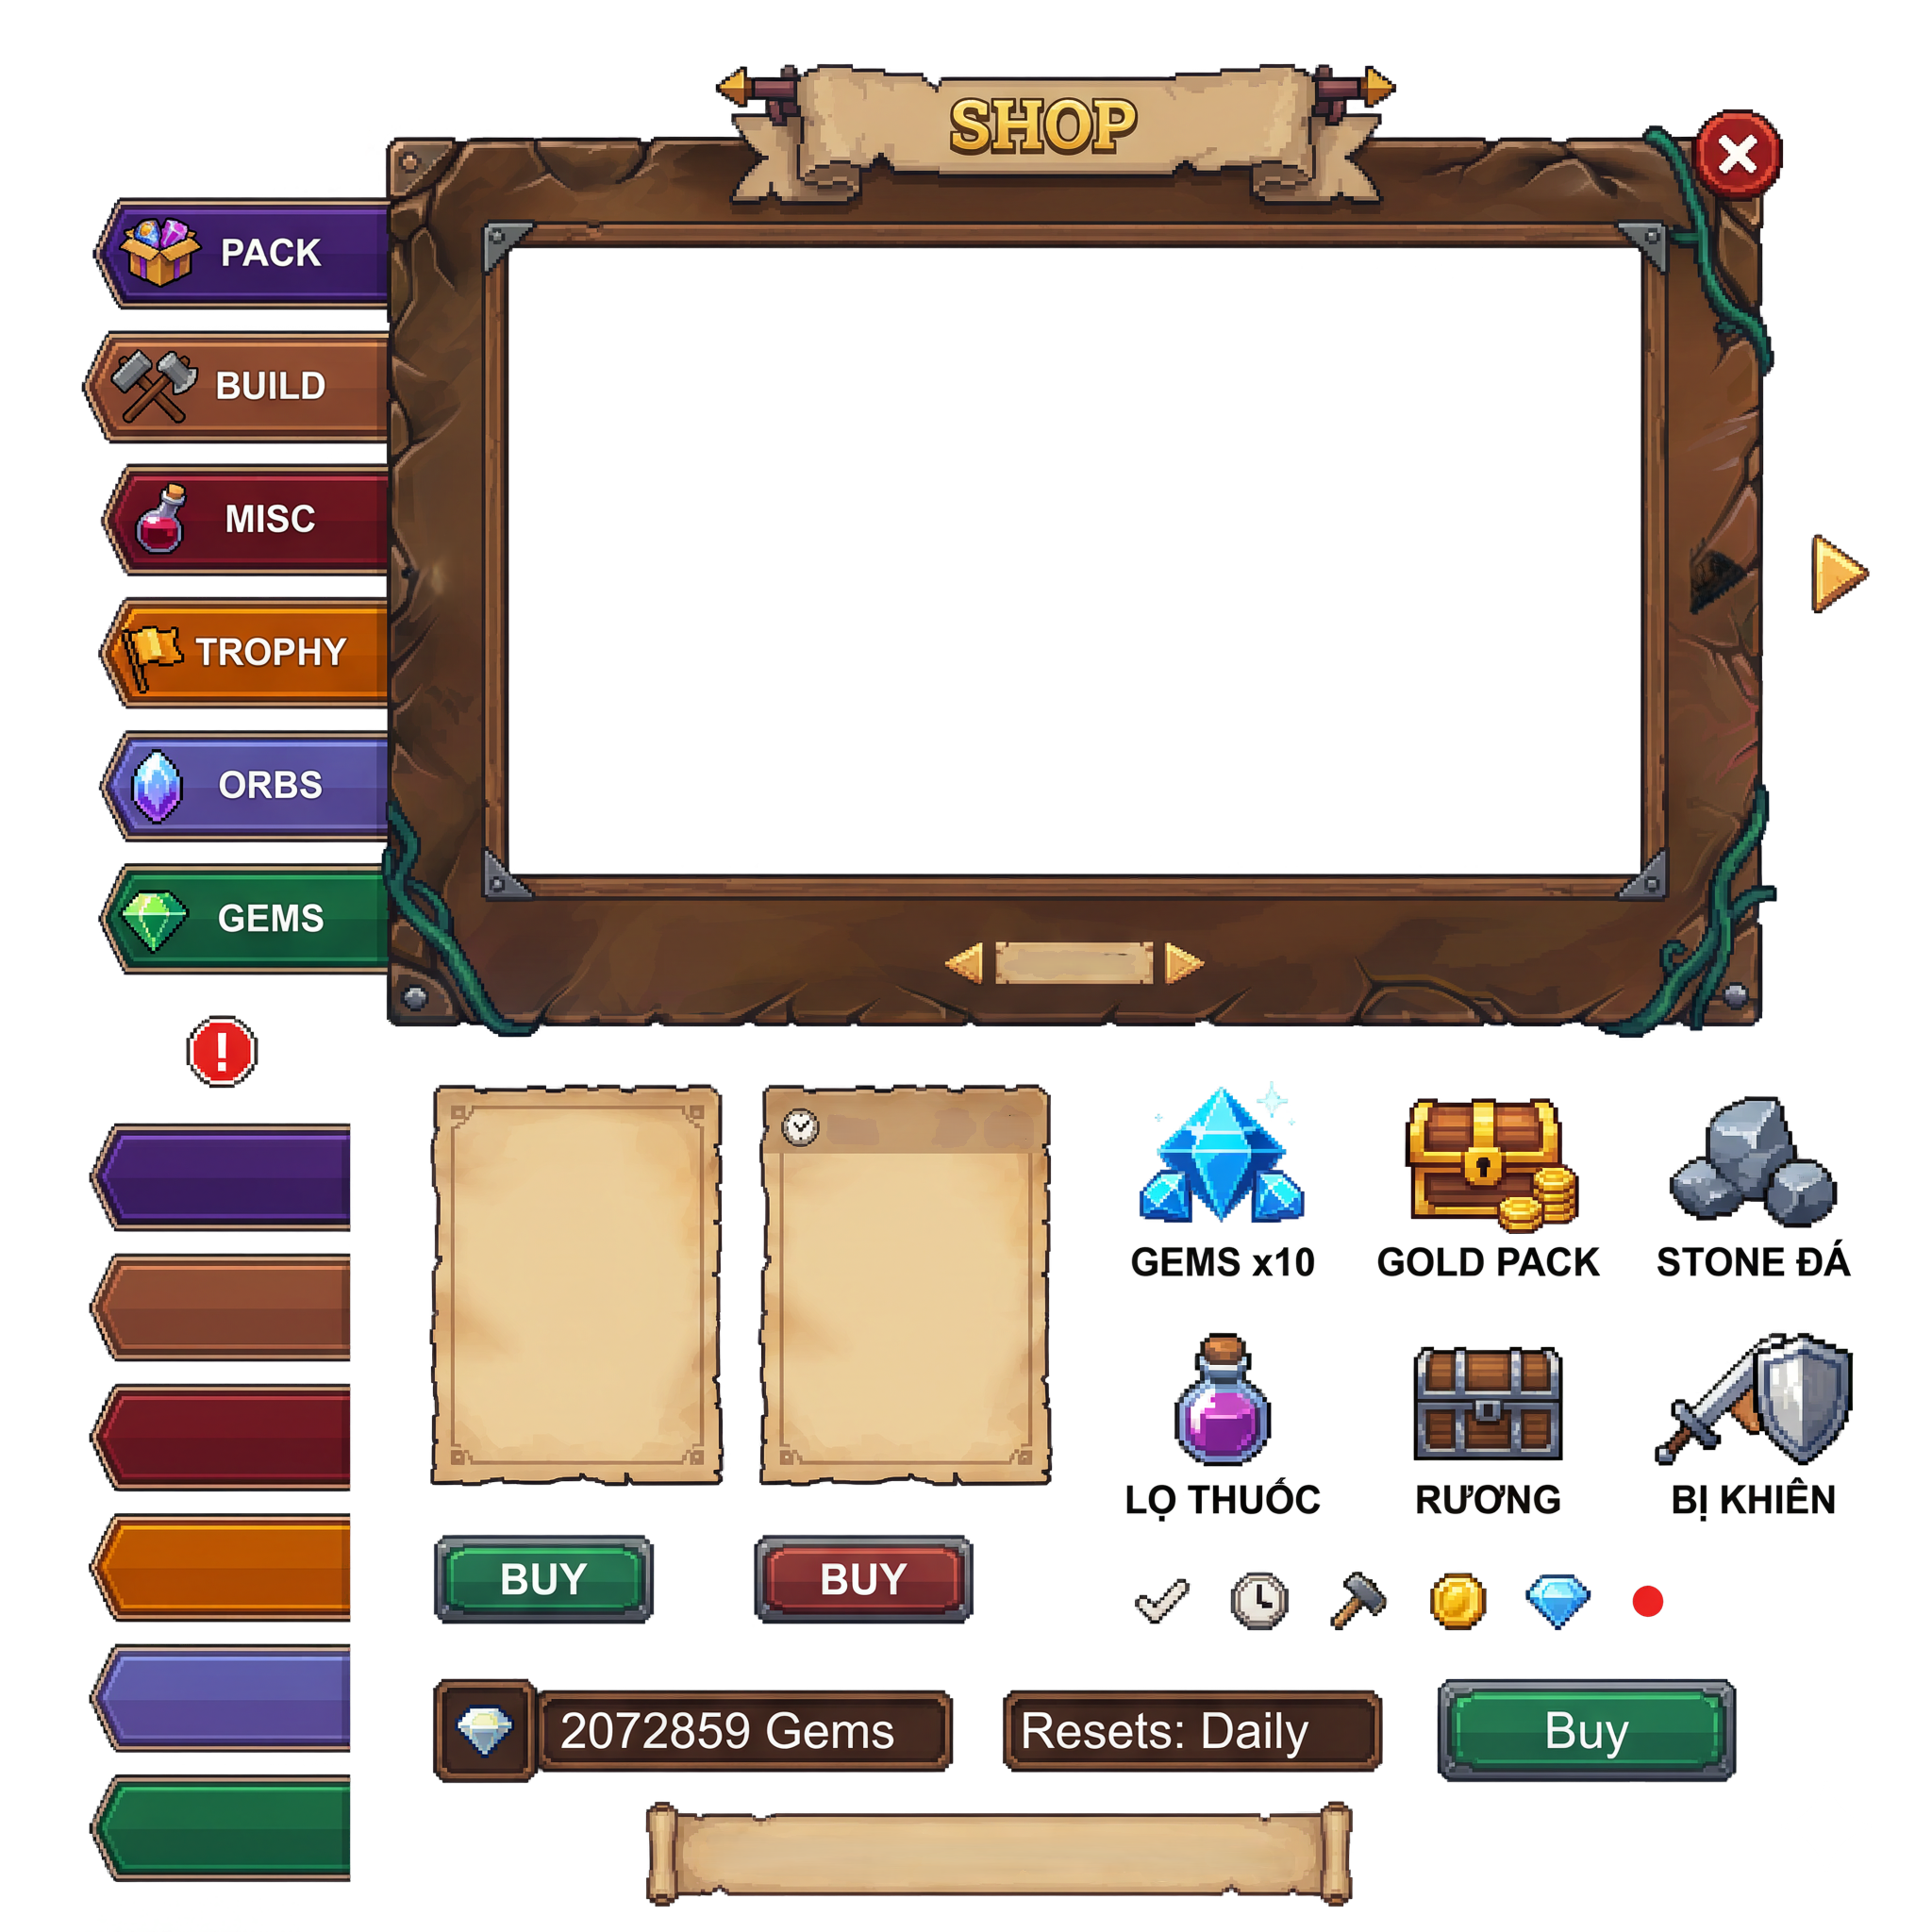 SHOP
PACK
BUILD
MISC
TROPHY
ORBS
GEMS
!
GEMS x10
GOLD PACK
STONE ĐÁ
LỌ THUỐC
RƯƠNG
BỊ KHIÊN
BUY
BUY
2072859 Gems
Resets: Daily
Buy